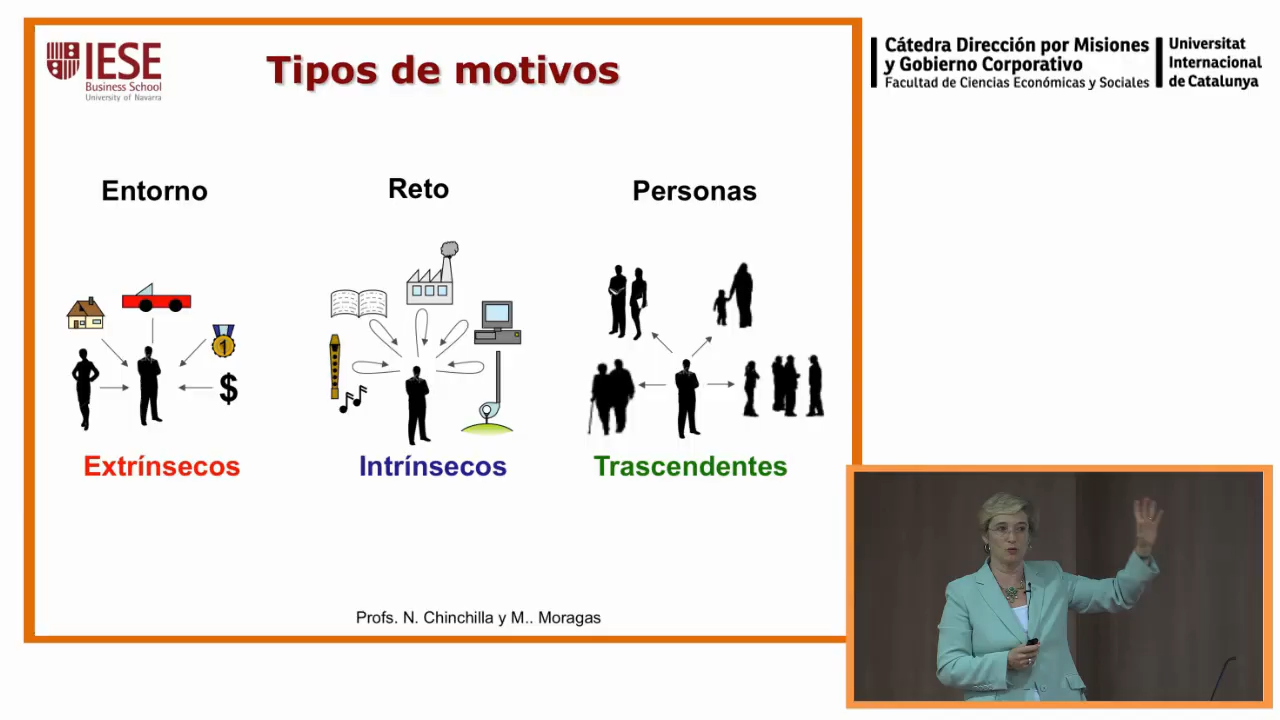 IESE
Business School
University of Navarra
Tipos de motivos
Cátedra Dirección por Misiones
y Gobierno Corporativo
Facultad de Ciencias Económicas y Sociales
Universitat
Internacional
de Catalunya
Entorno
Reto
Personas
1
$
Extrínsecos
Intrínsecos
Trascendentes
Profs. N. Chinchilla y M.. Moragas